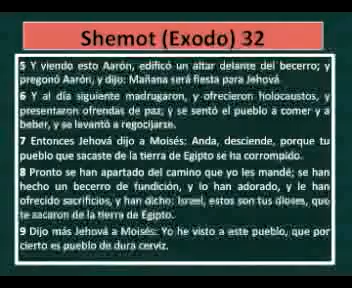 Shemot (Exodo) 32
5 Y viendo esto Aarón, edificó un altar delante del becerro; y
pregonó Aarón, y dijo: Mañana será fiesta para Jehová.
6 Y al día siguiente madrugaron, y ofrecieron holocaustos, y
presentaron ofrendas de paz; y se sentó el pueblo a comer y a
beber, y se levantó a regocijarse.
7 Entonces Jehová dijo a Moisés: Anda, desciende, porque tu
pueblo que sacaste de la tierra de Egipto se ha corrompido.
8 Pronto se han apartado del camino que yo les mandé; se han
hecho un becerro de fundición, y lo han adorado, y le han
ofrecido sacrificios, y han dicho: Israel, estos son tus dioses, que
te sacaron de la tierra de Egipto.
9 Dijo más Jehová a Moisés: Yo he visto a este pueblo, que por
cierto es pueblo de dura cerviz.